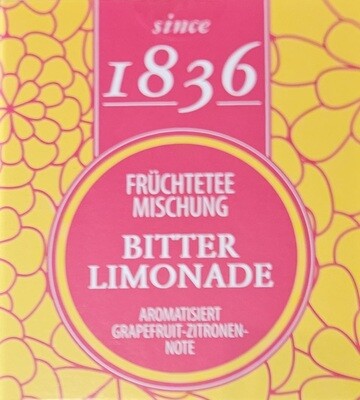 since
1836
FRÜCHTETEE
MISCHUNG
BITTER
LIMONADE
AROMATISIERT
GRAPEFRUIT-ZITRONEN-
NOTE